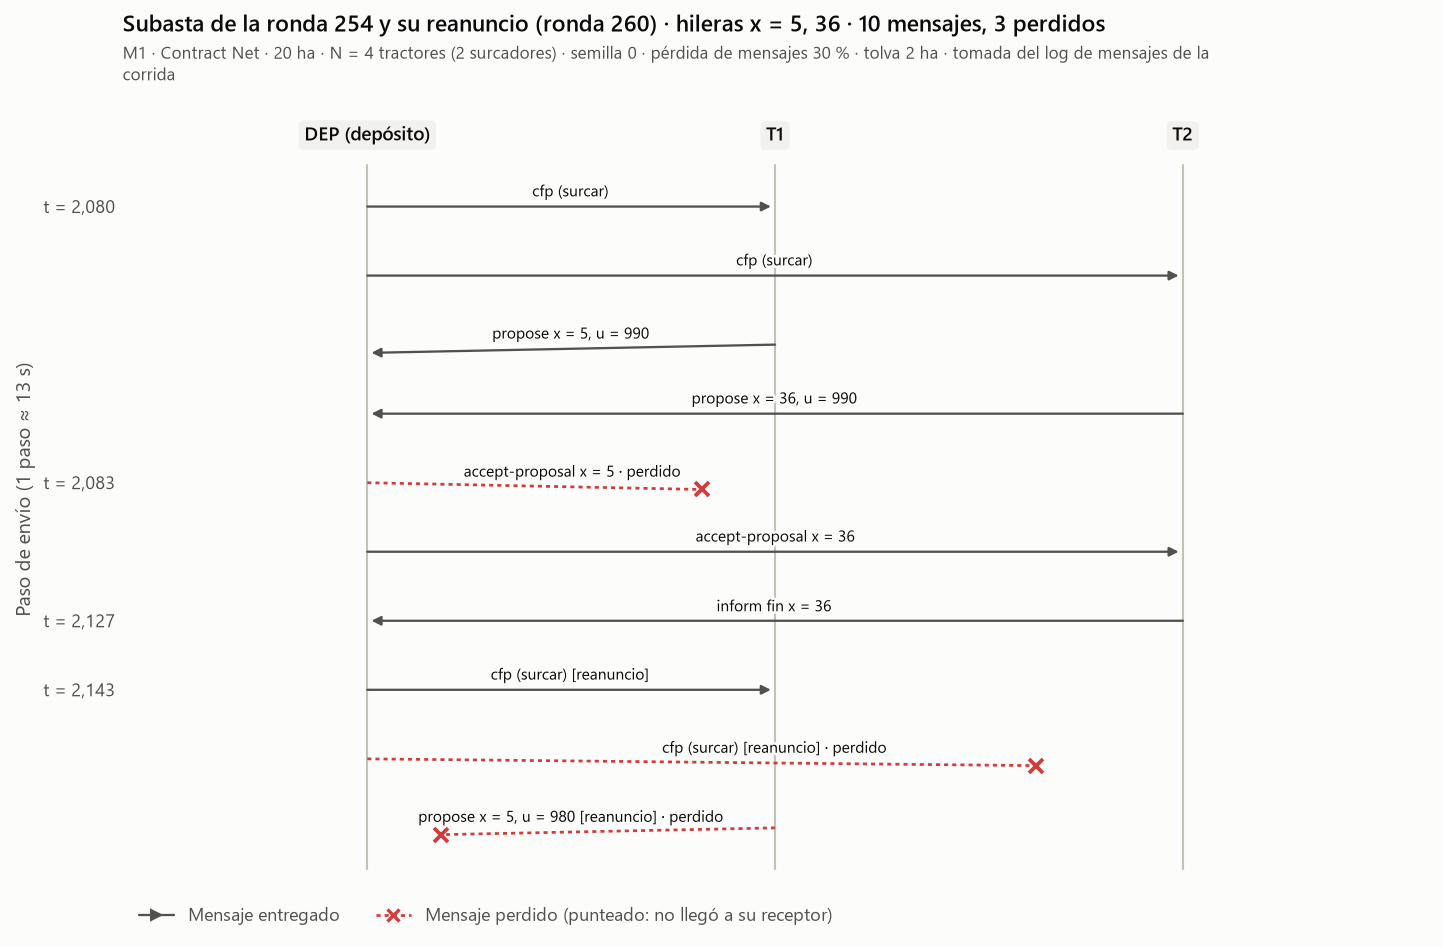 Subasta de la ronda 254 y su reanuncio (ronda 260) · hileras x = 5, 36 · 10 mensajes, 3 perdidos
M1 · Contract Net · 20 ha · N = 4 tractores (2 surcadores) · semilla 0 · pérdida de mensajes 30 % · tolva 2 ha · tomada del log de mensajes de la
corrida
DEP (depósito)
T1
T2
cfp (surcar)
t = 2,080
cfp (surcar)
propose x = 5, u = 990
propose x = 36, u = 990
accept-proposal x = 5 · perdido
t = 2,083
accept-proposal x = 36
inform fin x = 36
t = 2,127
cfp (surcar) [reanuncio]
t = 2,143
cfp (surcar) [reanuncio] · perdido
propose x = 5, u = 980 [reanuncio] · perdido
Paso de envío (1 paso ≈ 13 s)
Mensaje entregado
Mensaje perdido (punteado: no llegó a su receptor)